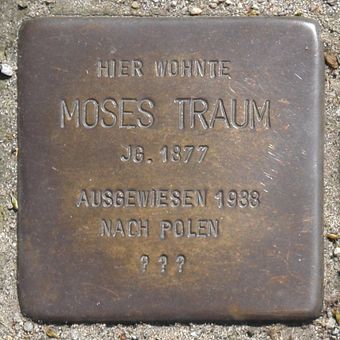 HIER WOHNTE
MOSES TRAUM
JG. 1877
AUSGEWIESEN 1938
NACH POLEN
? ? ?